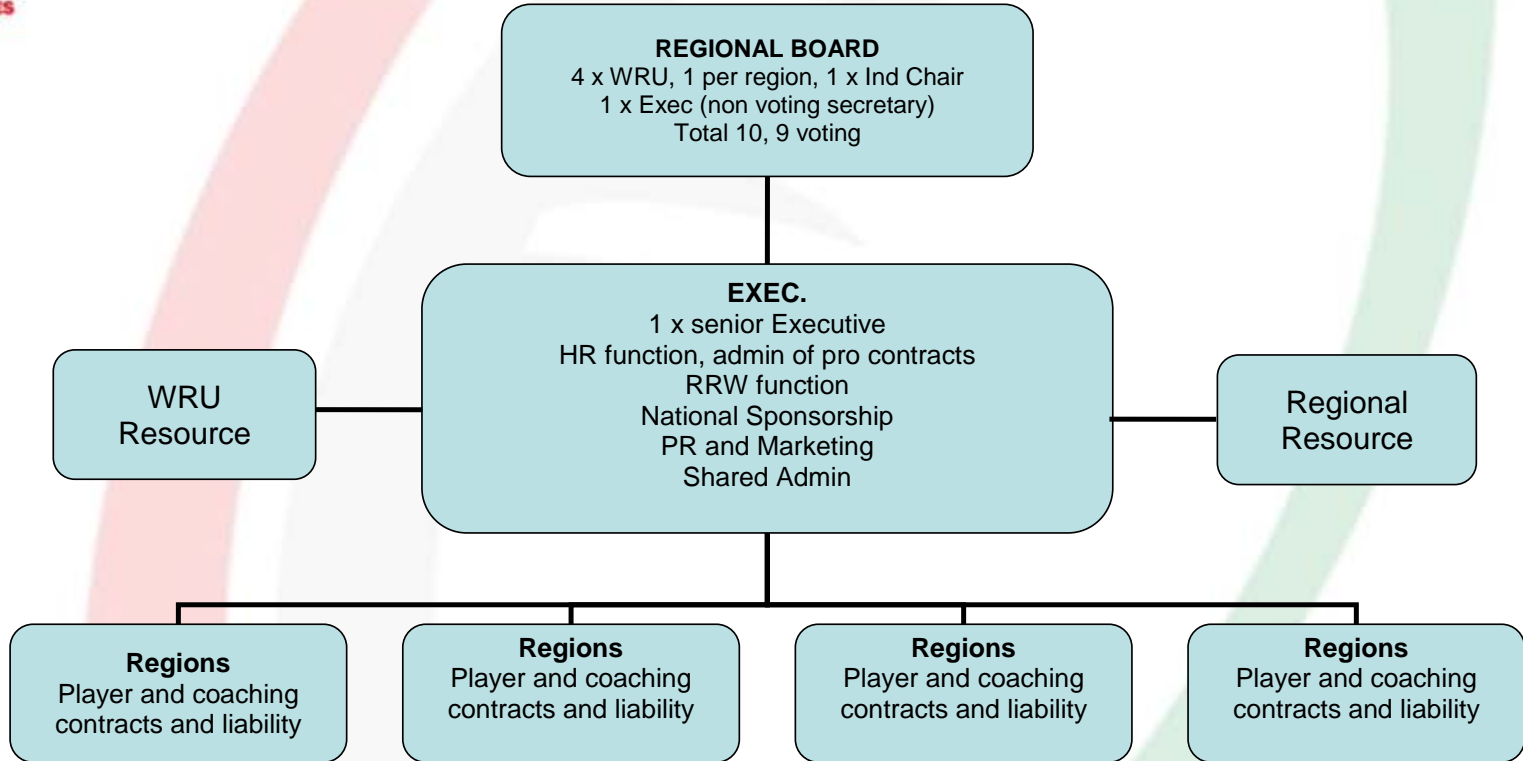 REGIONAL BOARD
4 x WRU, 1 per region, 1 x Ind Chair
1 x Exec (non voting secretary)
Total 10, 9 voting
EXEC.
1 x senior Executive
HR function, admin of pro contracts
RRW function
National Sponsorship
PR and Marketing
Shared Admin
WRU
Resource
Regional
Resource
Regions
Player and coaching
contracts and liability
Regions
Player and coaching
contracts and liability
Regions
Player and coaching
contracts and liability
Regions
Player and coaching
contracts and liability